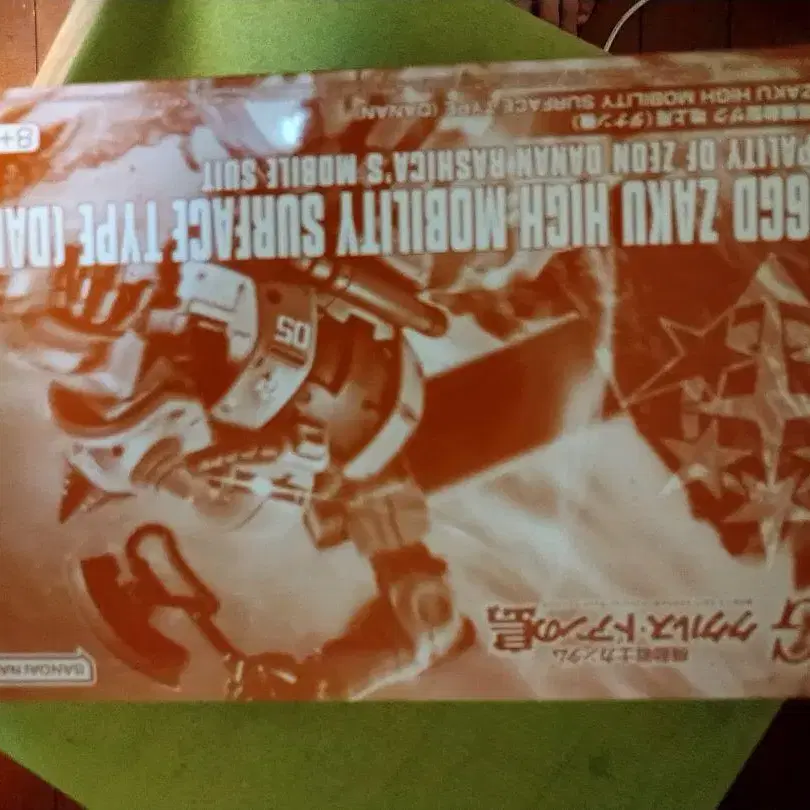 機動戦士ガンダム
ククルス・ドアンの島
BANDAI NA
GGD ZAKU HIGH MOBILITY SURFACE TYPE (DA
PALITY OF ZEON DANAN RASHICA'S MOBILE SUIT
ZAKU HIGH MOBILITY SURFACE TYPE (DANAN
8+
05